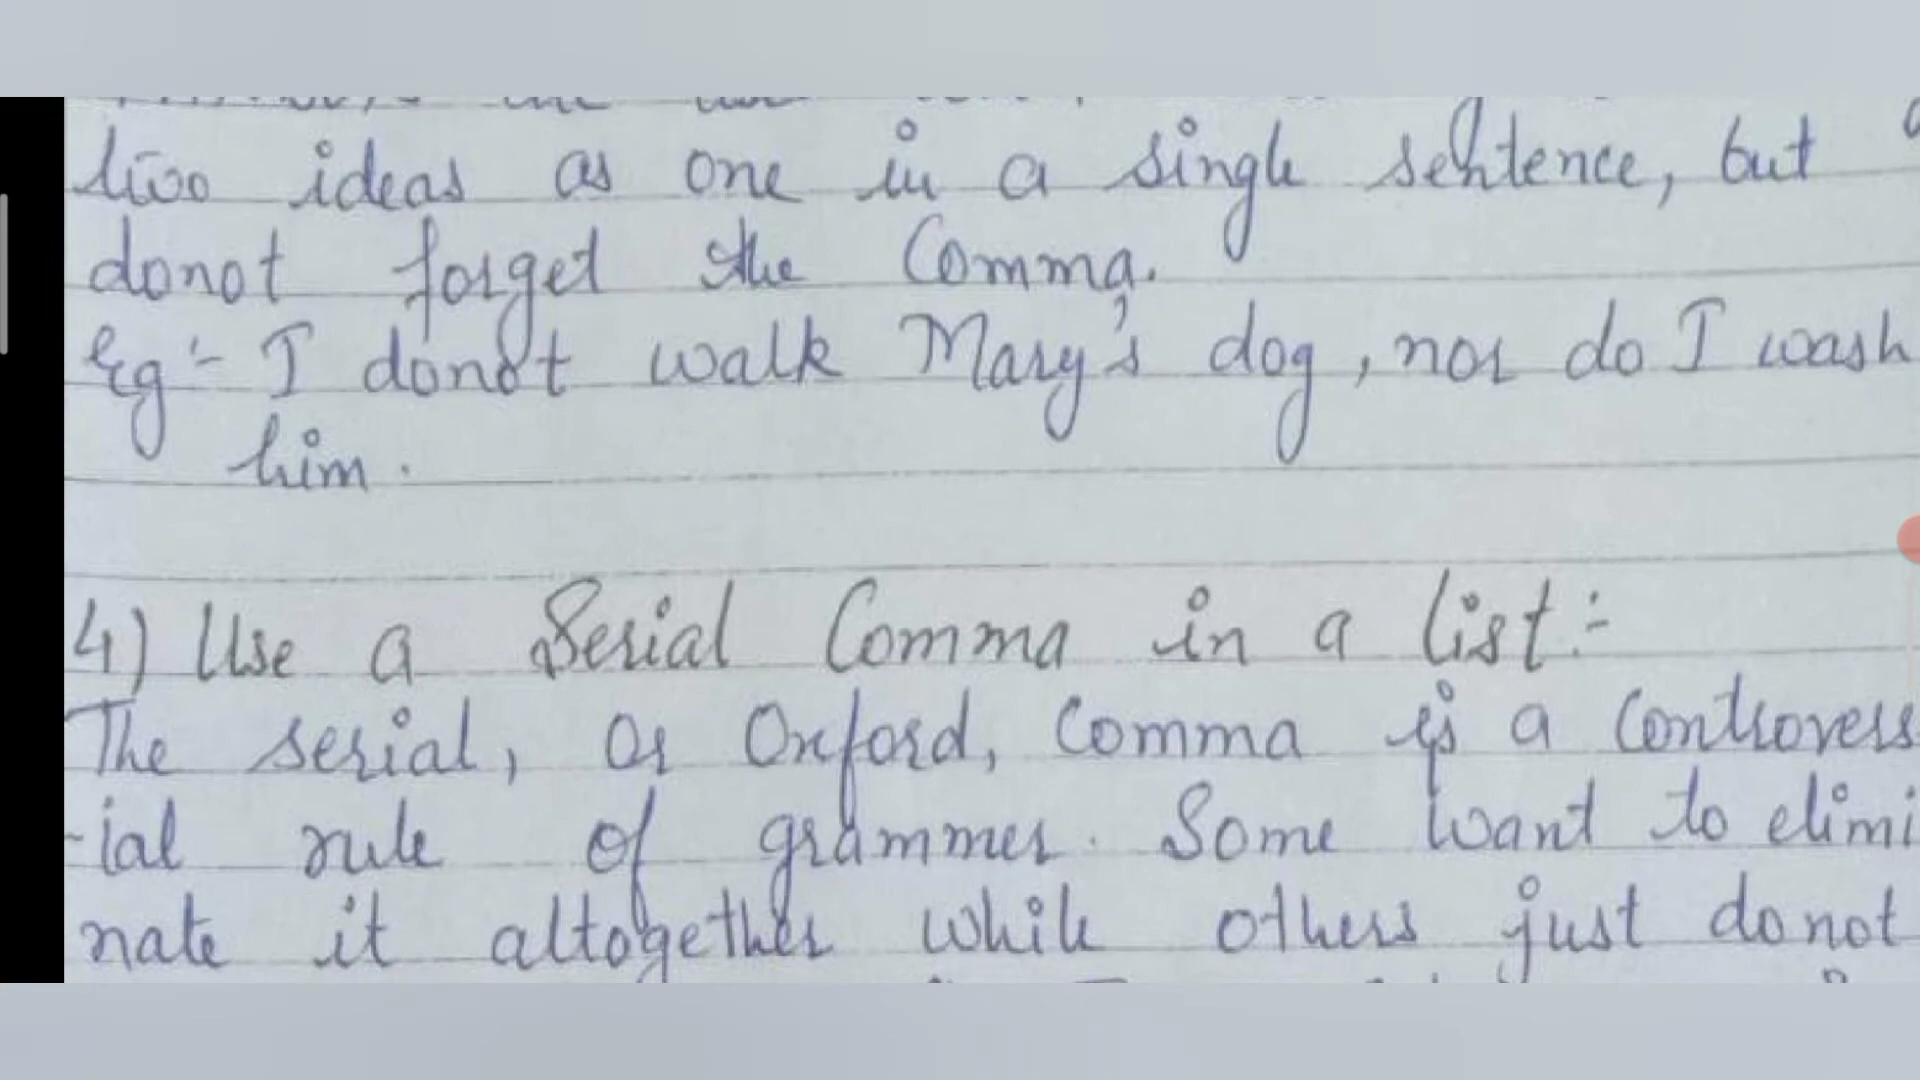 two ideas as one in a single sentence, but
donot forget the Comma.
Eg:- I donot walk Mary's dog, nor do I wash
him.
4) Use a Serial Comma in a list:-
The serial, or Oxford, Comma is a Controvers
-ial rule of grammer. Some want to elimi
nate it altogether while others just donot